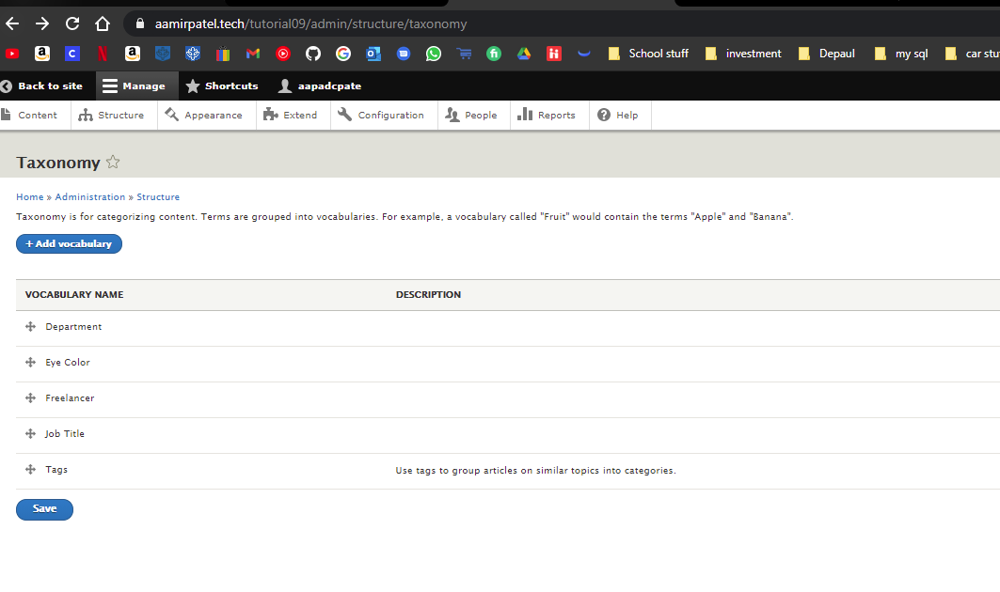 aamirpatel.tech/tutorial09/admin/structure/taxonomy
School stuff investment Depaul my sql car stu
Back to site Manage Shortcuts aapadcpate
Content Structure Appearance Extend Configuration People Reports Help
Taxonomy
Home » Administration » Structure
Taxonomy is for categorizing content. Terms are grouped into vocabularies. For example, a vocabulary called "Fruit" would contain the terms "Apple" and "Banana".
+ Add vocabulary
VOCABULARY NAME DESCRIPTION
Department
Eye Color
Freelancer
Job Title
Tags Use tags to group articles on similar topics into categories.
Save